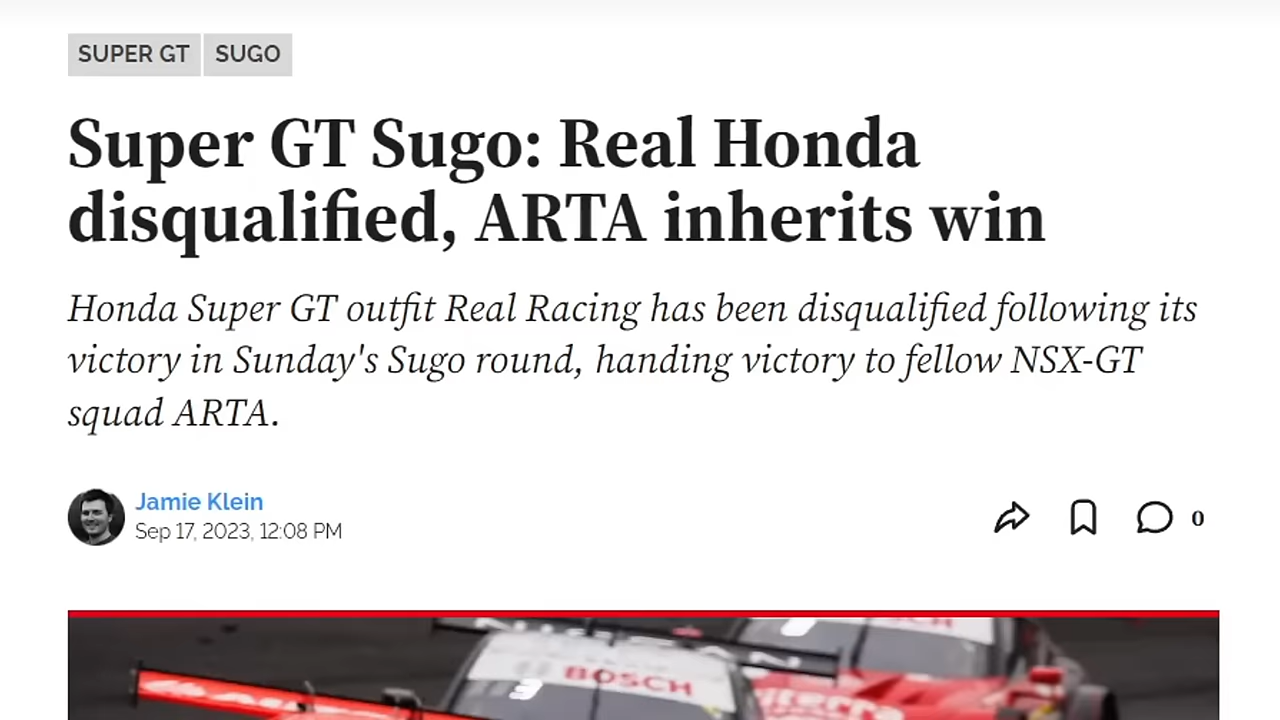 SUPER GT SUGO
Super GT Sugo: Real Honda
disqualified, ARTA inherits win
Honda Super GT outfit Real Racing has been disqualified following its
victory in Sunday's Sugo round, handing victory to fellow NSX-GT
squad ARTA.
Jamie Klein
Sep 17, 2023, 12:08 PM
0
BOSCH
3